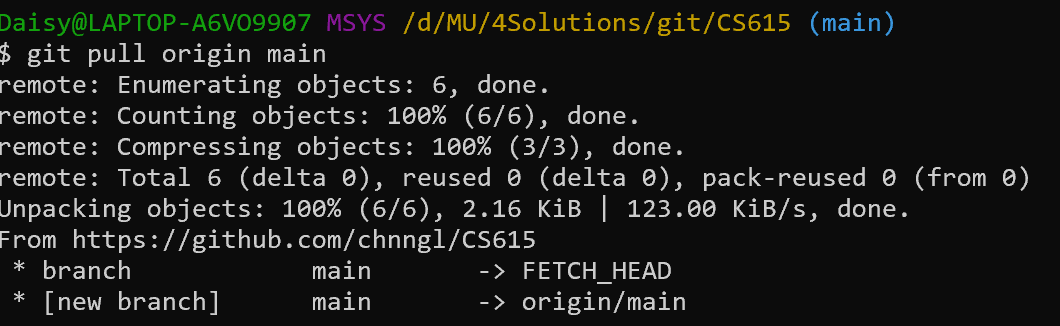 Daisy@LAPTOP-A6VO9907 MSYS /d/MU/4Solutions/git/CS615 (main)
$ git pull origin main
remote: Enumerating objects: 6, done.
remote: Counting objects: 100% (6/6), done.
remote: Compressing objects: 100% (3/3), done.
remote: Total 6 (delta 0), reused 0 (delta 0), pack-reused 0 (from 0)
Unpacking objects: 100% (6/6), 2.16 KiB | 123.00 KiB/s, done.
From https://github.com/chnngl/CS615
 * branch            main       -> FETCH_HEAD
 * [new branch]      main       -> origin/main